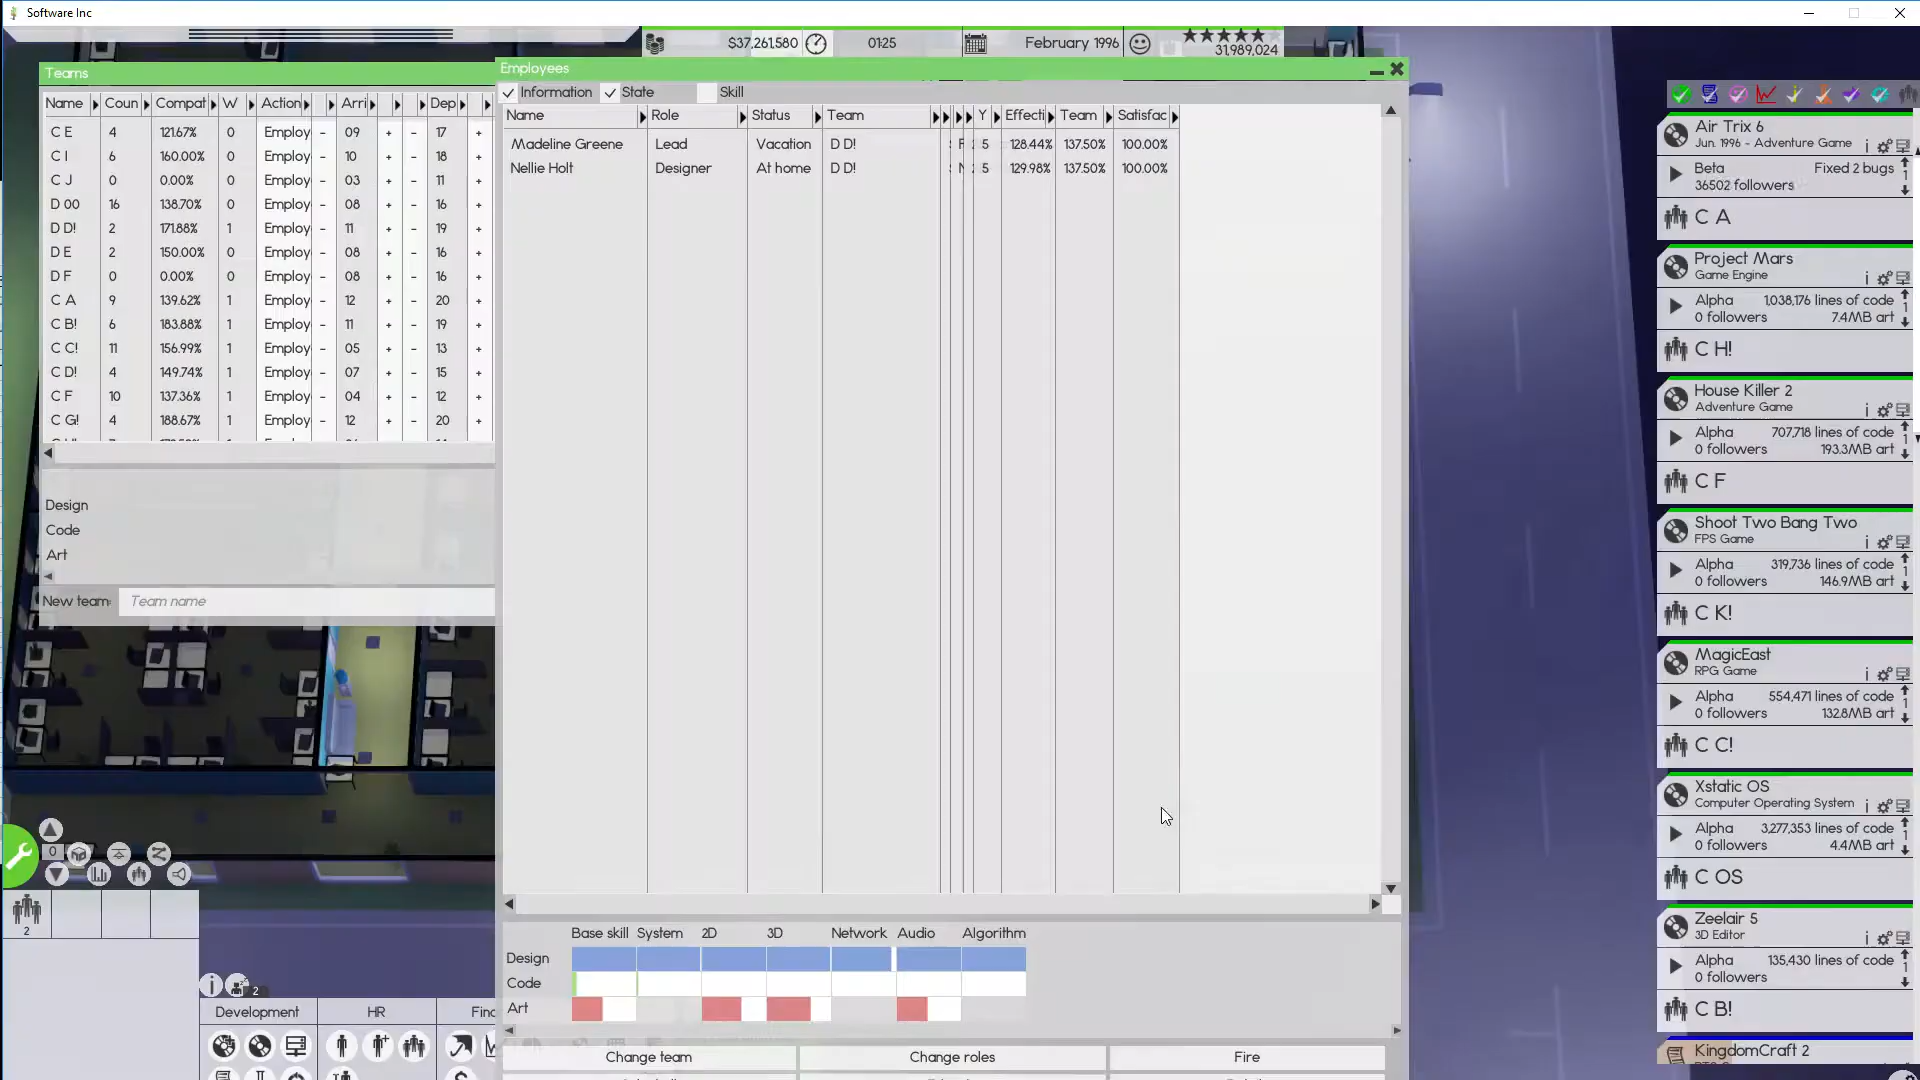 Software Inc
$37,261,580 01:25 February 1996 31,989,024
Teams
Name Coun Compat W Action Arri Dep
C E 4 121.67% 0 Employ - 09 + - 17 +
C I 6 160.00% 0 Employ - 10 + - 18 +
C J 0 0.00% 0 Employ - 03 + - 11 +
D 00 16 138.70% 0 Employ - 08 + - 16 +
D D! 2 171.88% 1 Employ - 11 + - 19 +
D E 2 150.00% 0 Employ - 08 + - 16 +
D F 0 0.00% 0 Employ - 08 + - 16 +
C A 9 139.62% 1 Employ - 12 + - 20 +
C B! 6 183.88% 1 Employ - 11 + - 19 +
C C! 11 156.99% 1 Employ - 05 + - 13 +
C D! 4 149.74% 1 Employ - 07 + - 15 +
C F 10 137.36% 1 Employ - 04 + - 12 +
C G! 4 188.67% 1 Employ - 12 + - 20 +
Design
Code
Art
New team: Team name
Employees
Information State Skill
Name Role Status Team Y Effecti Team Satisfac
Madeline Greene Lead Vacation D D! 5 128.44% 137.50% 100.00%
Nellie Holt Designer At home D D! 5 129.98% 137.50% 100.00%
Base skill System 2D 3D Network Audio Algorithm
Design
Code
Art
Change team Change roles Fire
Air Trix 6
Jun. 1996 - Adventure Game
Beta Fixed 2 bugs
36502 followers 1
C A
Project Mars
Game Engine
Alpha 1,038,176 lines of code
0 followers 7.4MB art 1
C H!
House Killer 2
Adventure Game
Alpha 707,718 lines of code
0 followers 193.3MB art 1
C F
Shoot Two Bang Two
FPS Game
Alpha 319,736 lines of code
0 followers 146.9MB art 1
C K!
MagicEast
RPG Game
Alpha 554,471 lines of code
0 followers 132.8MB art 1
C C!
Xstatic OS
Computer Operating System
Alpha 3,277,353 lines of code
0 followers 4.4MB art 1
C OS
Zeelair 5
3D Editor
Alpha 135,430 lines of code
0 followers 1
C B!
KingdomCraft 2
0
2
2
Development HR Finc